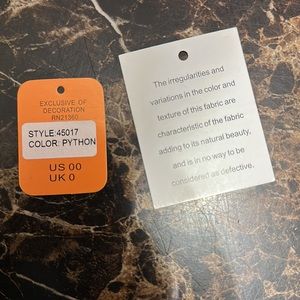 EXCLUSIVE OF
DECORATION
RN21360
STYLE:45017
COLOR: PYTHON
US 00
UK 0
The irregularities and
variations in the color and
texture of this fabric are
characteristic of the fabric
adding to its natural beauty,
and is in no way to be
considered as defective.